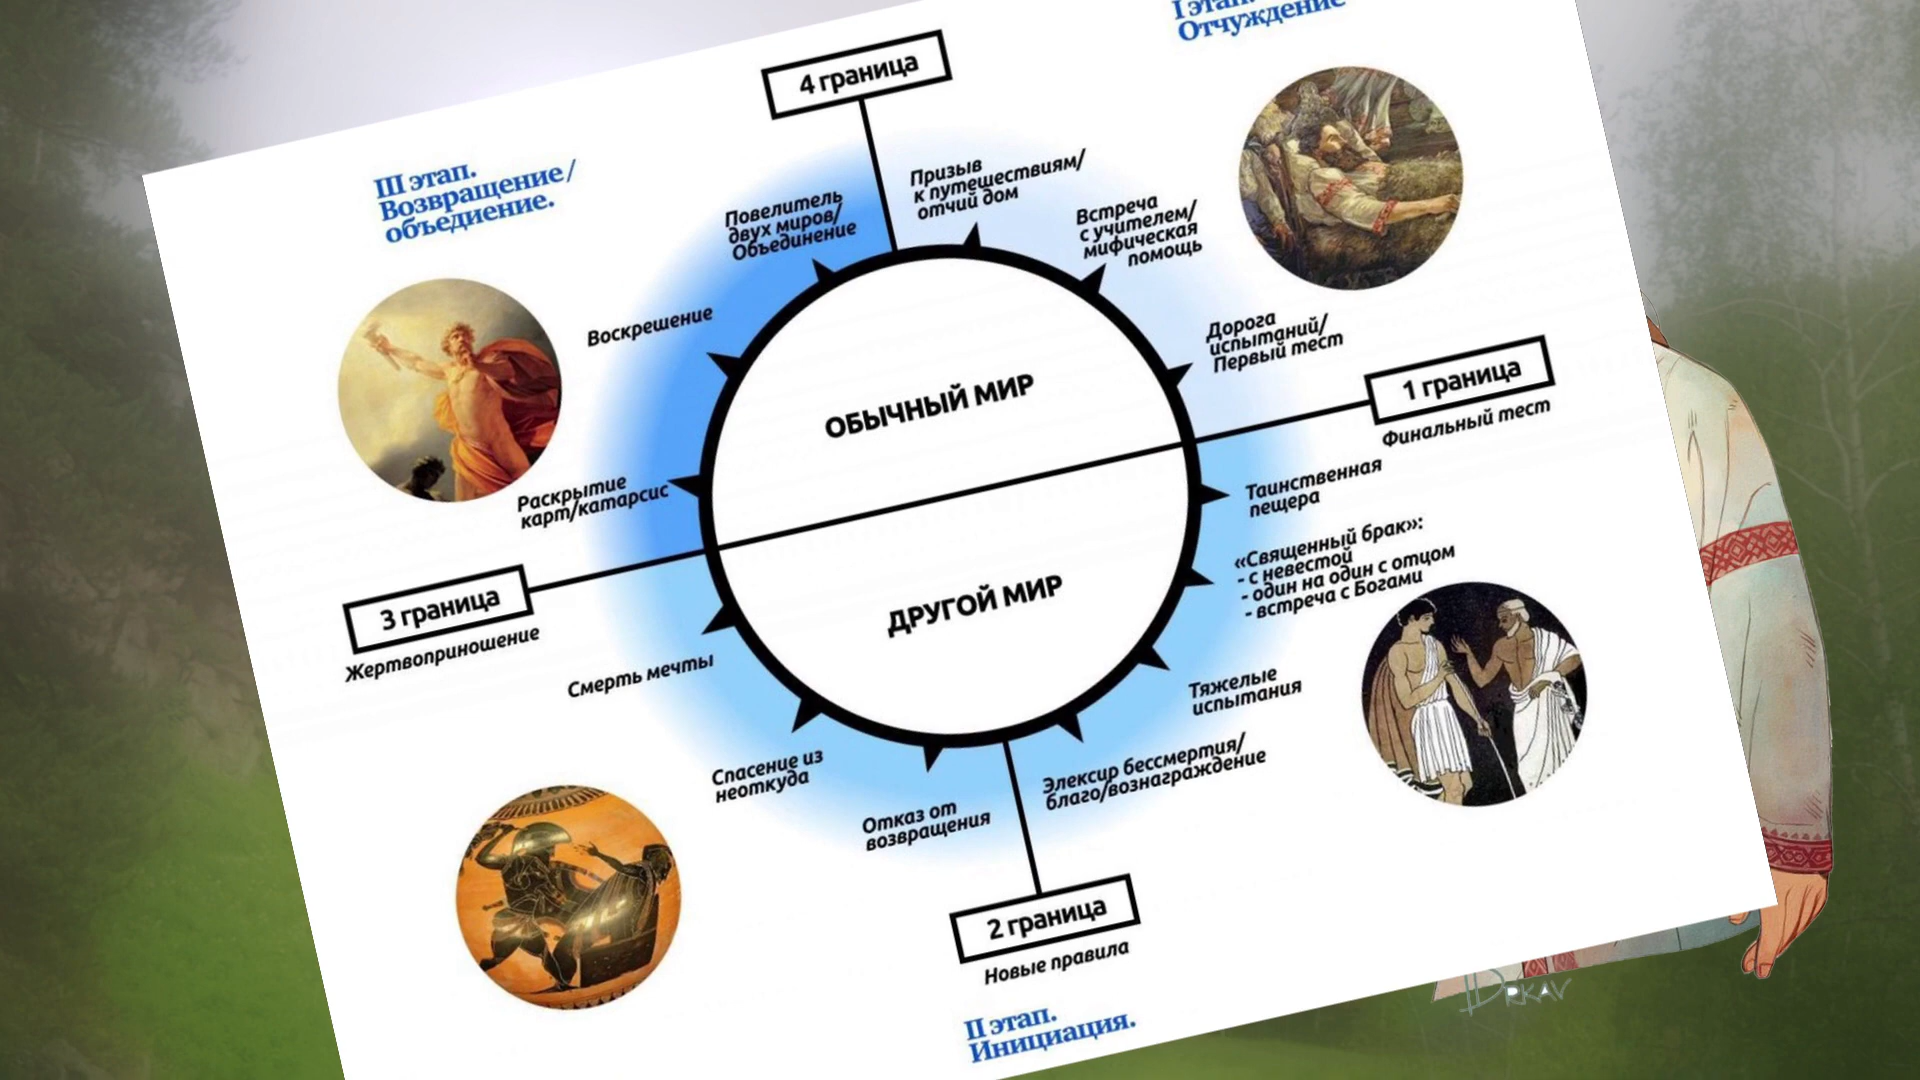 I этап.
Отчуждение
4 граница
III этап.
Возвращение/
объедиение.
Повелитель
двух миров/
Объединение
Призыв
к путешествиям/
отчий дом
Встреча
с учителем/
мифическая
помощь
Воскрешение
Дорога
испытаний/
Первый тест
1 граница
Финальный тест
ОБЫЧНЫЙ МИР
Раскрытие
карт/катарсис
Таинственная
пещера
«Священный брак»:
- с невестой
- один на один с отцом
- встреча с Богами
3 граница
Жертвоприношение
ДРУГОЙ МИР
Смерть мечты
Тяжелые
испытания
Спасение из
неоткуда
Элексир бессмертия/
благо/вознаграждение
Отказ от
возвращения
2 граница
Новые правила
II этап.
Инициация.
DRKAV